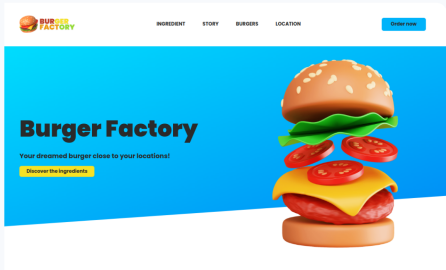 BURGER
FACTORY
INGREDIENT
STORY
BURGERS
LOCATION
Order now
Burger Factory
Your dreamed burger close to your locations!
Discover the ingredients